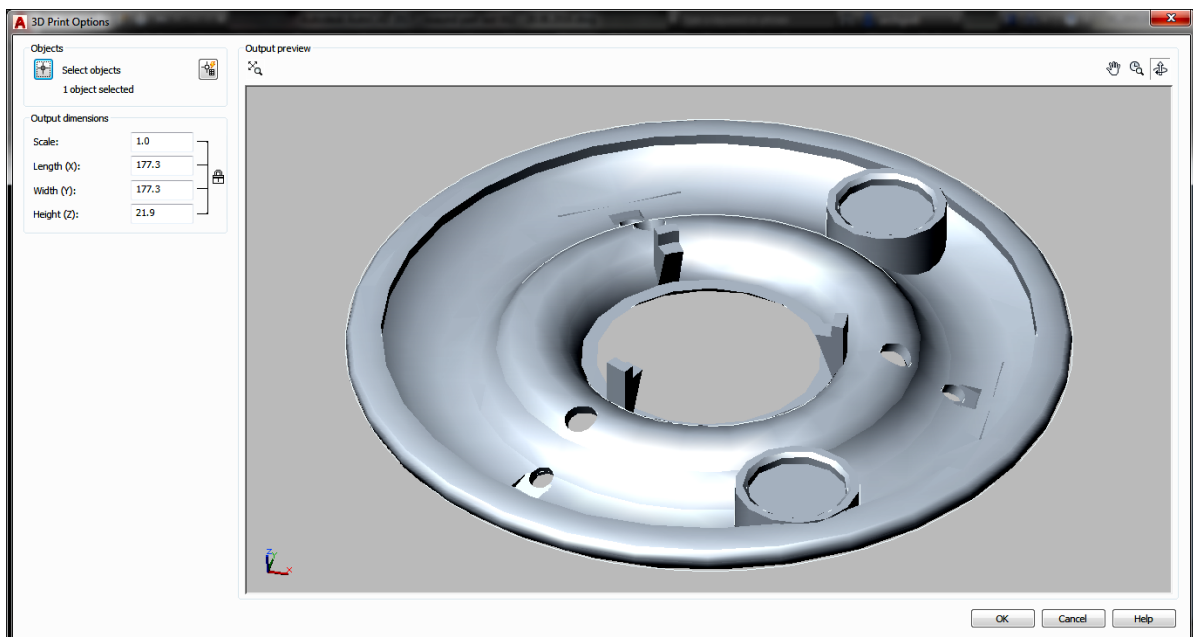 3D Print Options
Objects
Select objects
1 object selected
Output dimensions
Scale: 1.0
Length (X): 177.3
Width (Y): 177.3
Height (Z): 21.9
Output preview
Z
Y
X
OK Cancel Help